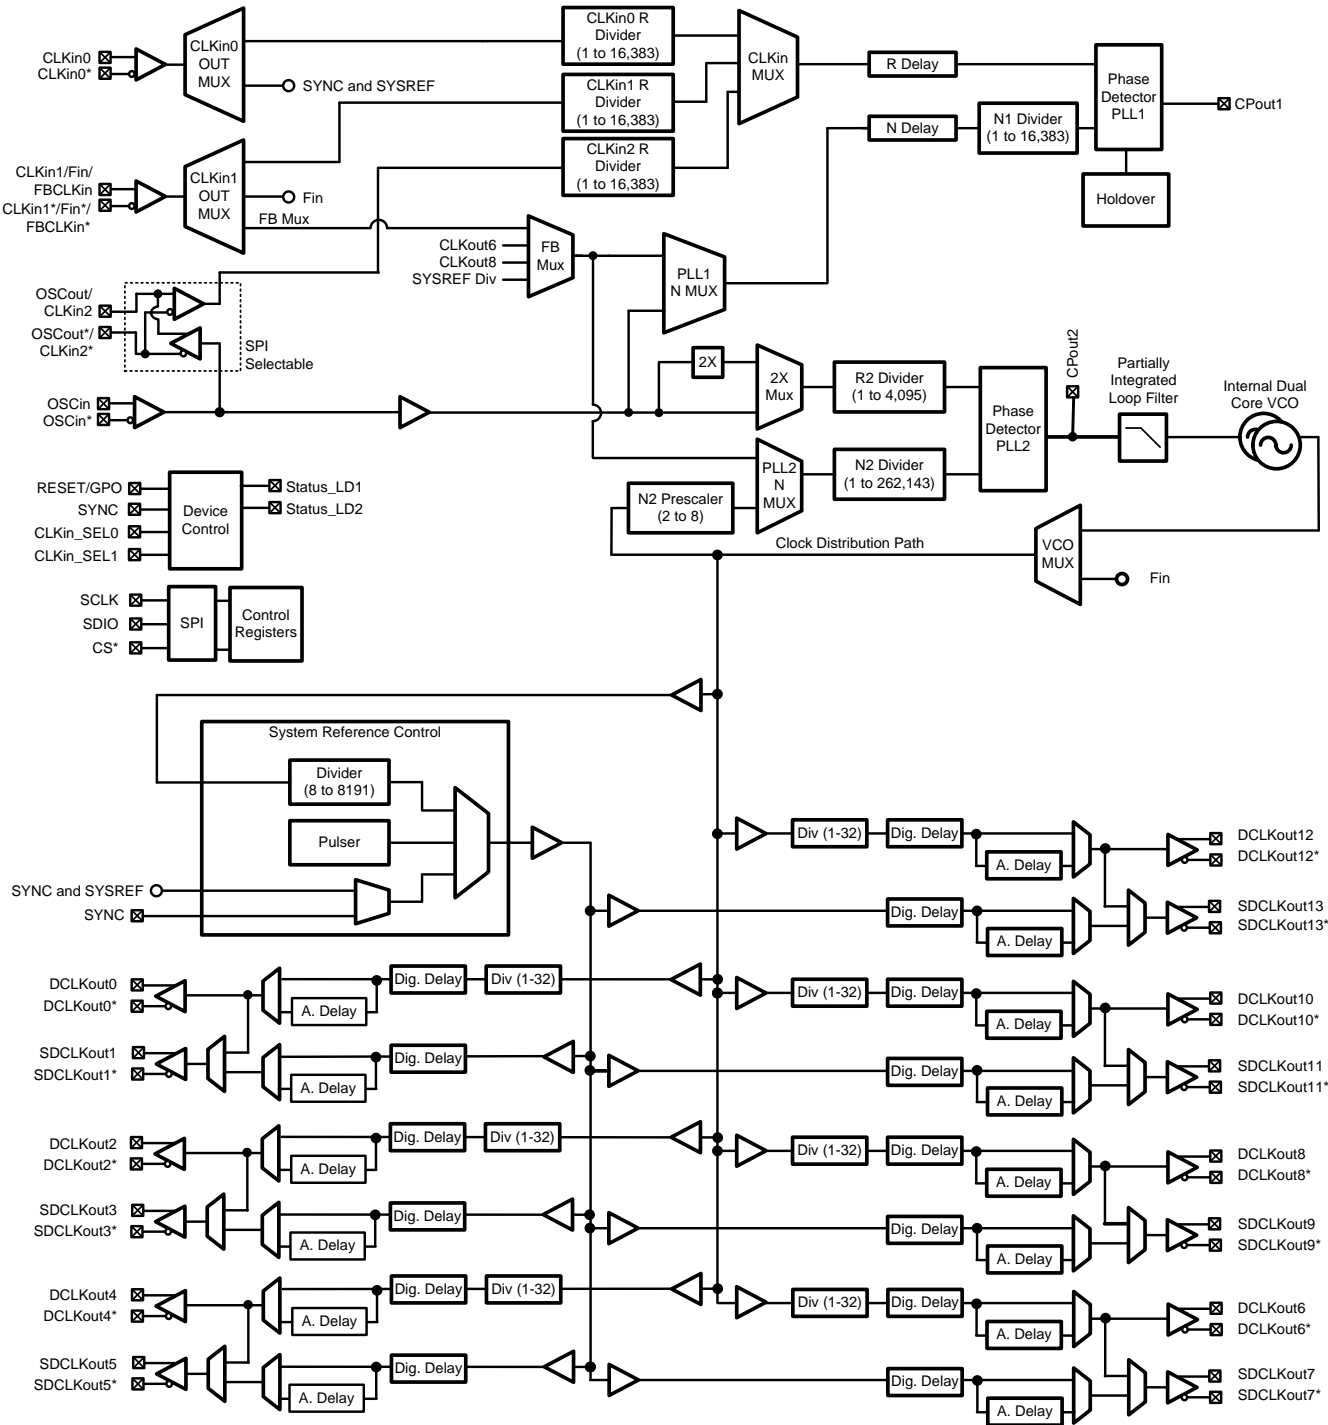 CLKin0
CLKin0*
CLKin0
OUT
MUX
SYNC and SYSREF
CLKin0 R
Divider
(1 to 16,383)
CLKin1 R
Divider
(1 to 16,383)
CLKin2 R
Divider
(1 to 16,383)
CLKin
MUX
R Delay
N Delay
N1 Divider
(1 to 16,383)
Phase
Detector
PLL1
CPout1
Holdover
CLKin1/Fin/
FBCLKin
CLKin1*/Fin*/
FBCLKin*
CLKin1
OUT
MUX
Fin
FB Mux
CLKout6
CLKout8
SYSREF Div
FB
Mux
PLL1
N MUX
OSCout/
CLKin2
OSCout*/
CLKin2*
SPI
Selectable
OSCin
OSCin*
2X
2X
Mux
R2 Divider
(1 to 4,095)
Phase
Detector
PLL2
CPout2
Partially
Integrated
Loop Filter
Internal Dual
Core VCO
PLL2
N
MUX
N2 Divider
(1 to 262,143)
N2 Prescaler
(2 to 8)
Clock Distribution Path
VCO
MUX
Fin
RESET/GPO
SYNC
CLKin_SEL0
CLKin_SEL1
Device
Control
Status_LD1
Status_LD2
SCLK
SDIO
CS*
SPI
Control
Registers
System Reference Control
Divider
(8 to 8191)
Pulser
SYNC and SYSREF
SYNC
Div (1-32)
Dig. Delay
A. Delay
DCLKout12
DCLKout12*
Dig. Delay
A. Delay
SDCLKout13
SDCLKout13*
DCLKout0
DCLKout0*
A. Delay
Dig. Delay
Div (1-32)
Div (1-32)
Dig. Delay
A. Delay
DCLKout10
DCLKout10*
SDCLKout1
SDCLKout1*
A. Delay
Dig. Delay
Dig. Delay
A. Delay
SDCLKout11
SDCLKout11*
DCLKout2
DCLKout2*
A. Delay
Dig. Delay
Div (1-32)
Div (1-32)
Dig. Delay
A. Delay
DCLKout8
DCLKout8*
SDCLKout3
SDCLKout3*
A. Delay
Dig. Delay
Dig. Delay
A. Delay
SDCLKout9
SDCLKout9*
DCLKout4
DCLKout4*
A. Delay
Dig. Delay
Div (1-32)
Div (1-32)
Dig. Delay
A. Delay
DCLKout6
DCLKout6*
SDCLKout5
SDCLKout5*
A. Delay
Dig. Delay
Dig. Delay
A. Delay
SDCLKout7
SDCLKout7*